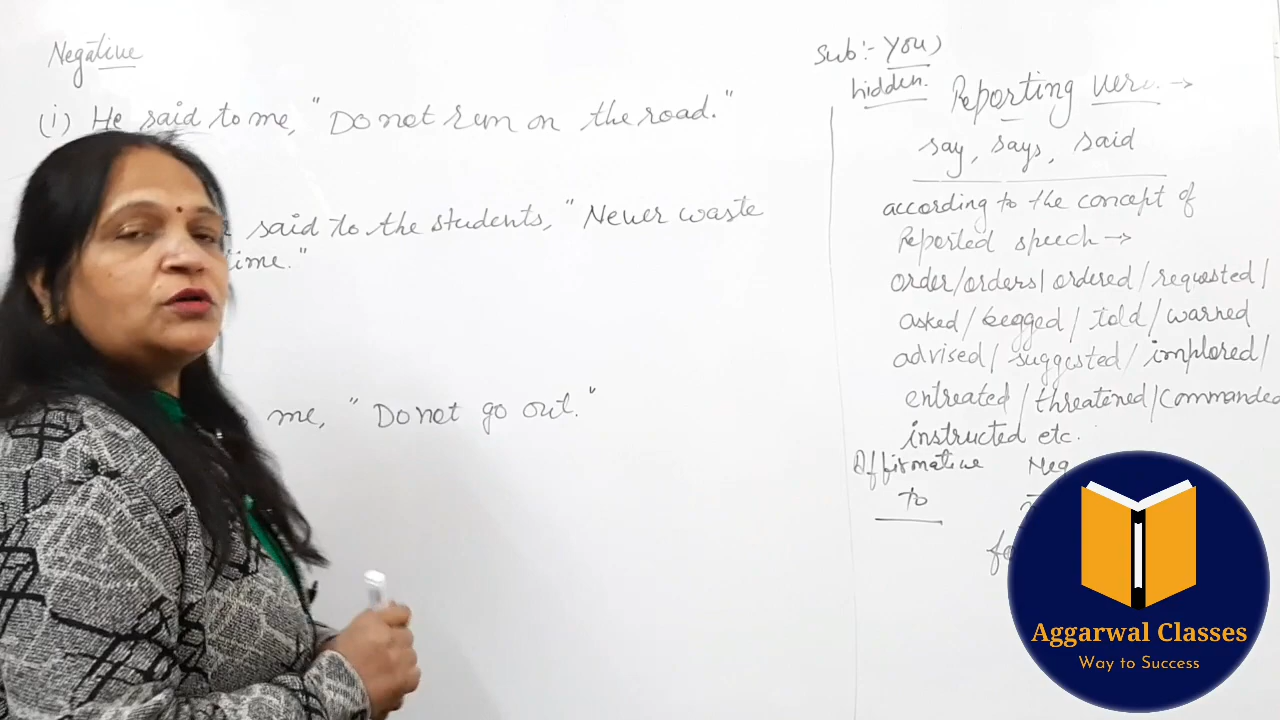 Negative
(i) He said to me, "Do not run on the road."
said to the students, "Never waste
time."
me, "Do not go out."
Sub:- You)
hidden.
Reporting verb →
say, says, said
according to the concept of
Reported speech →
order/orders/ordered/requested/
asked/begged/told/warned
advised/suggested/implored/
entreated/threatened/commanded
instructed etc.
Affirmative Neg
to
Aggarwal Classes
Way to Success